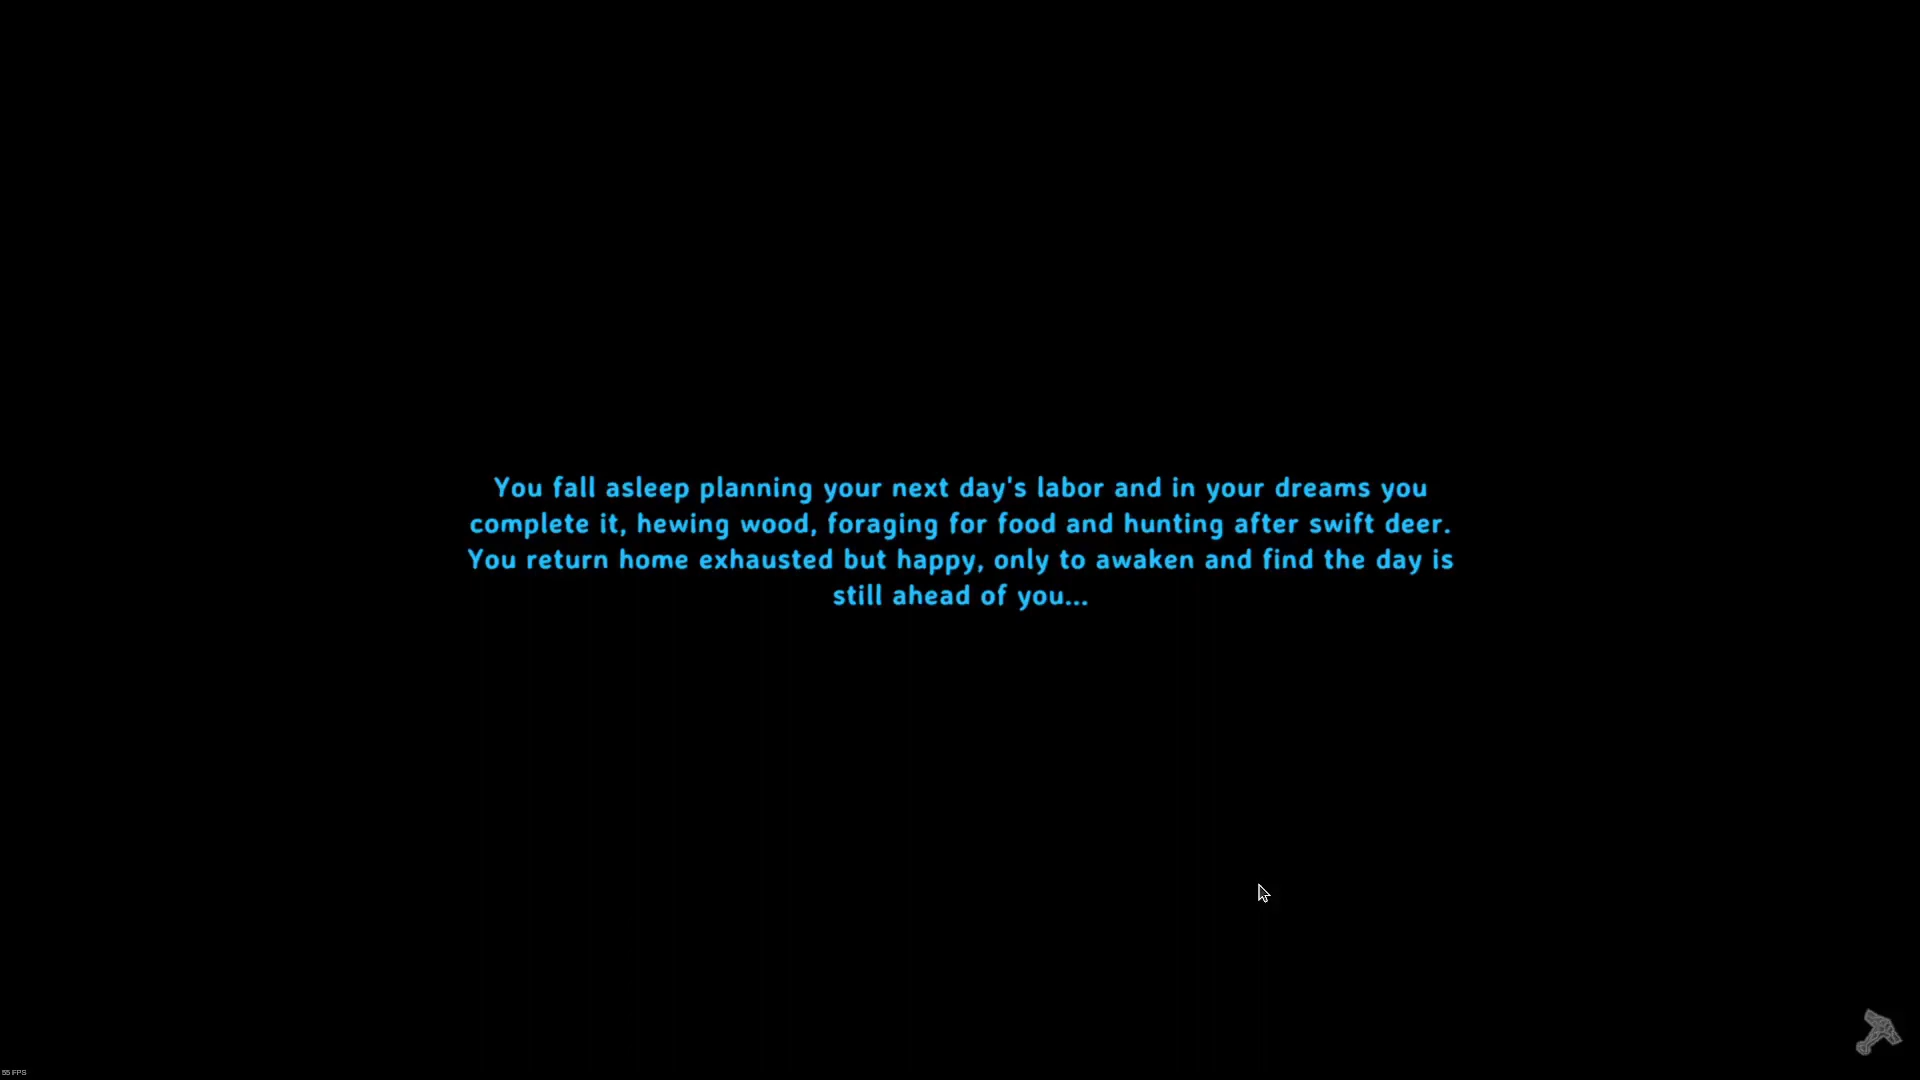 You fall asleep planning your next day's labor and in your dreams you
complete it, hewing wood, foraging for food and hunting after swift deer.
You return home exhausted but happy, only to awaken and find the day is
still ahead of you...
55 FPS